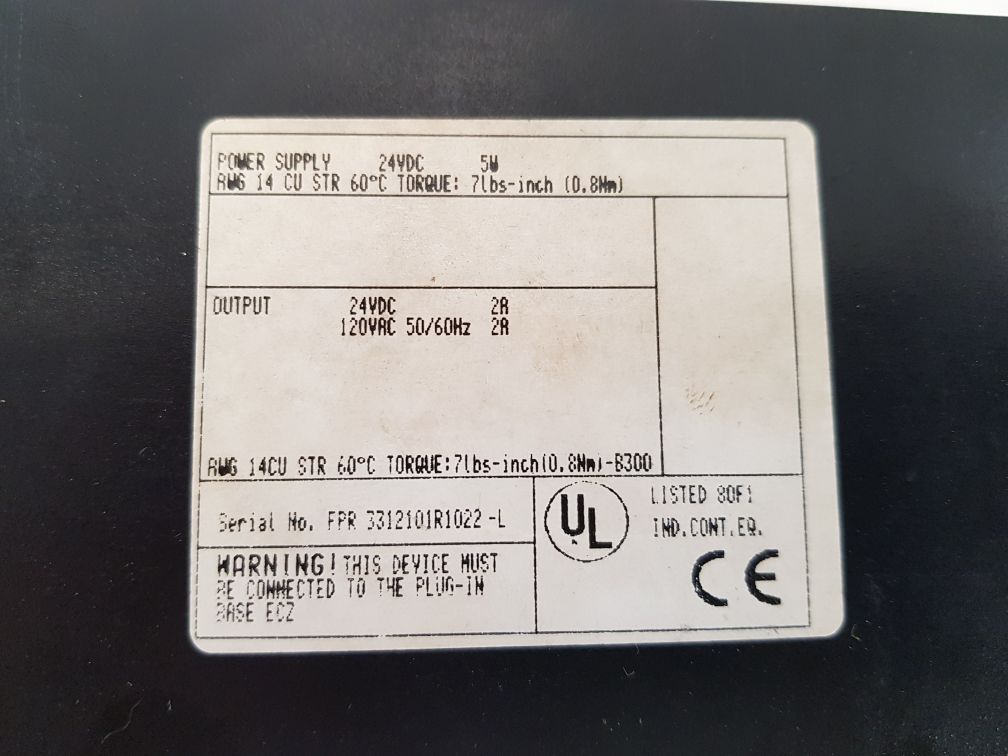 POWER SUPPLY 24VDC 5W
AWG 14 CU STR 60°C TORQUE: 7lbs-inch (0.8Nm)
OUTPUT 24VDC 2A
120VAC 50/60Hz 2A
AWG 14CU STR 60°C TORQUE:7lbs-inch(0.8Nm)-B300
Serial No. FPR 3312101R1022-L
WARNING! THIS DEVICE MUST
BE CONNECTED TO THE PLUG-IN
BASE ECZ
UL
LISTED 80F1
IND.CONT.EQ.
CE